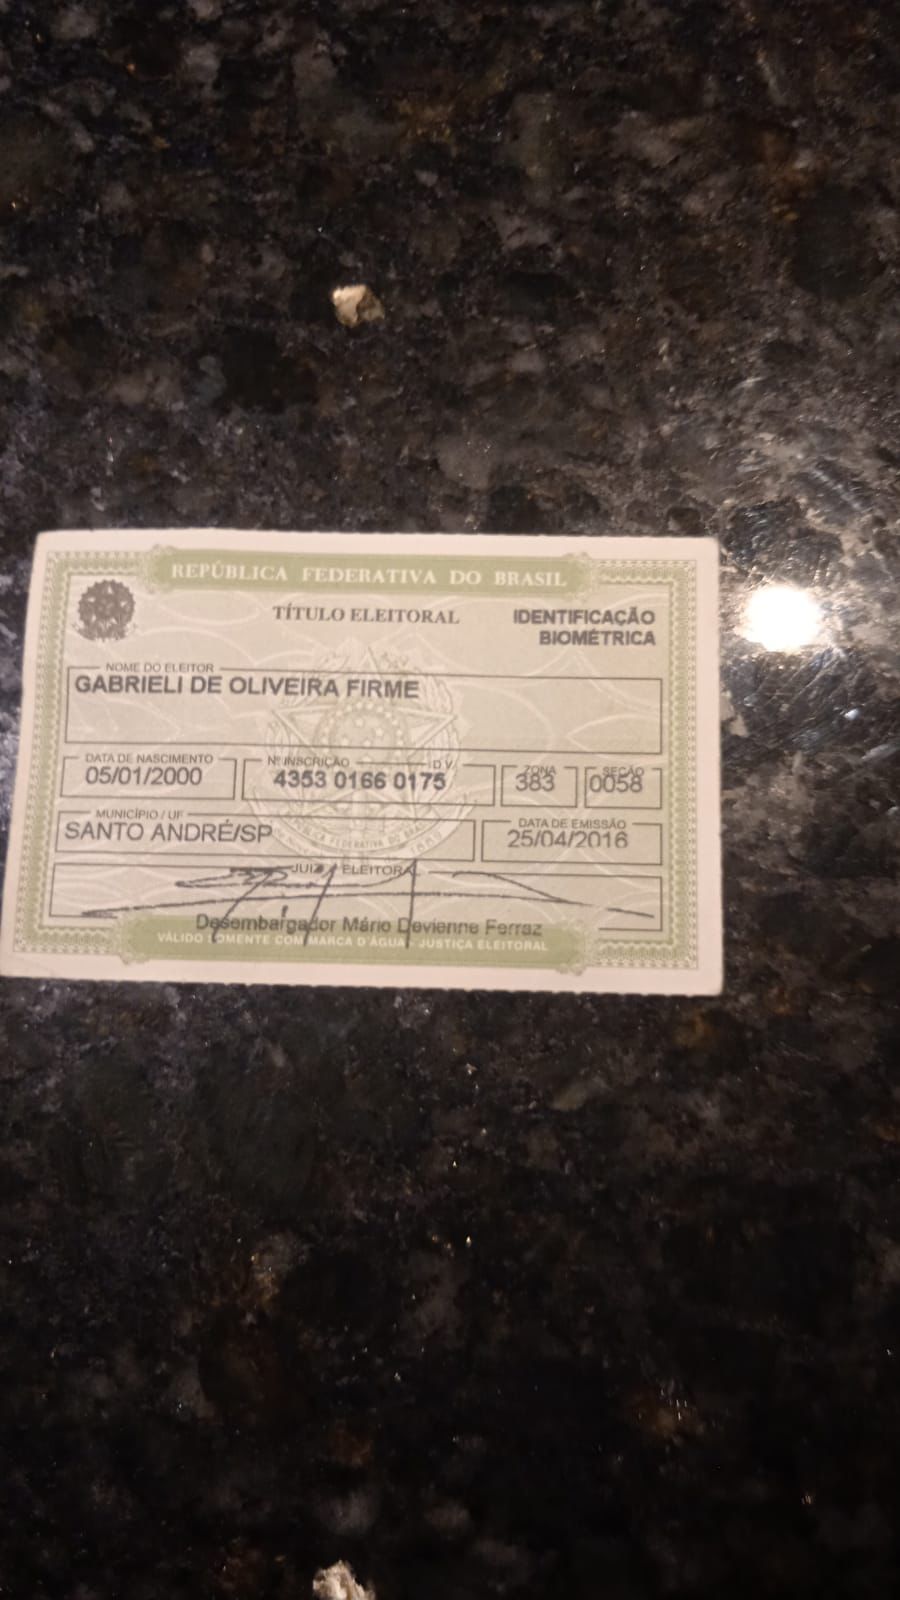 REPÚBLICA FEDERATIVA DO BRASIL
TÍTULO ELEITORAL
IDENTIFICAÇÃO
BIOMÉTRICA
NOME DO ELEITOR
GABRIELI DE OLIVEIRA FIRME
DATA DE NASCIMENTO
05/01/2000
Nº INSCRIÇÃO D.V.
4353 0166 0175
ZONA
383
SEÇÃO
0058
MUNICÍPIO / UF
SANTO ANDRÉ/SP
DATA DE EMISSÃO
25/04/2016
JUIZ ELEITORAL
Desembargador Mário Devienne Ferraz
VÁLIDO SOMENTE COM MARCA D'ÁGUA - JUSTIÇA ELEITORAL